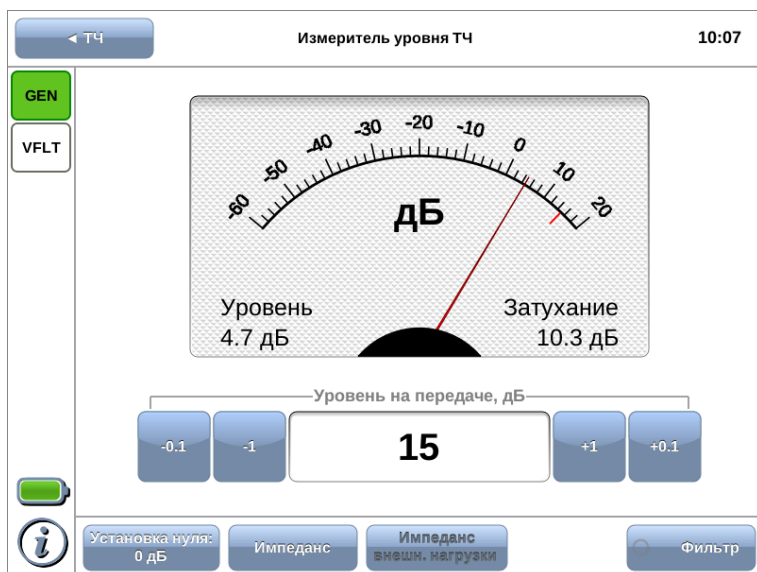 ◄ ТЧ
Измеритель уровня ТЧ
10:07
GEN
VFLT
-60
-50
-40
-30
-20
-10
0
10
20
дБ
Уровень
4.7 дБ
Затухание
10.3 дБ
Уровень на передаче, дБ
-0.1
-1
15
+1
+0.1
i
Установка нуля:
0 дБ
Импеданс
Импеданс
внешн. нагрузки
Фильтр